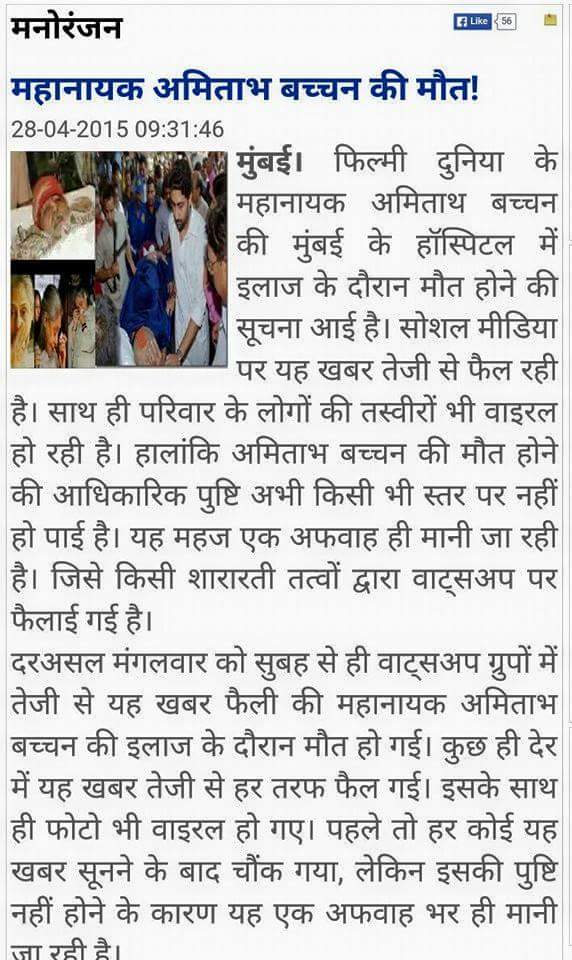 मनोरंजन
Like 56
महानायक अमिताभ बच्चन की मौत!
28-04-2015 09:31:46
मुंबई। फिल्मी दुनिया के
महानायक अमिताथ बच्चन
की मुंबई के हॉस्पिटल में
इलाज के दौरान मौत होने की
सूचना आई है। सोशल मीडिया
पर यह खबर तेजी से फैल रही
है। साथ ही परिवार के लोगों की तस्वीरों भी वाइरल
हो रही है। हालांकि अमिताभ बच्चन की मौत होने
की आधिकारिक पुष्टि अभी किसी भी स्तर पर नहीं
हो पाई है। यह महज एक अफवाह ही मानी जा रही
है। जिसे किसी शारारती तत्वों द्वारा वाट्सअप पर
फैलाई गई है।
दरअसल मंगलवार को सुबह से ही वाट्सअप ग्रुपों में
तेजी से यह खबर फैली की महानायक अमिताभ
बच्चन की इलाज के दौरान मौत हो गई। कुछ ही देर
में यह खबर तेजी से हर तरफ फैल गई। इसके साथ
ही फोटो भी वाइरल हो गए। पहले तो हर कोई यह
खबर सूनने के बाद चौंक गया, लेकिन इसकी पुष्टि
नहीं होने के कारण यह एक अफवाह भर ही मानी
जा रही है।